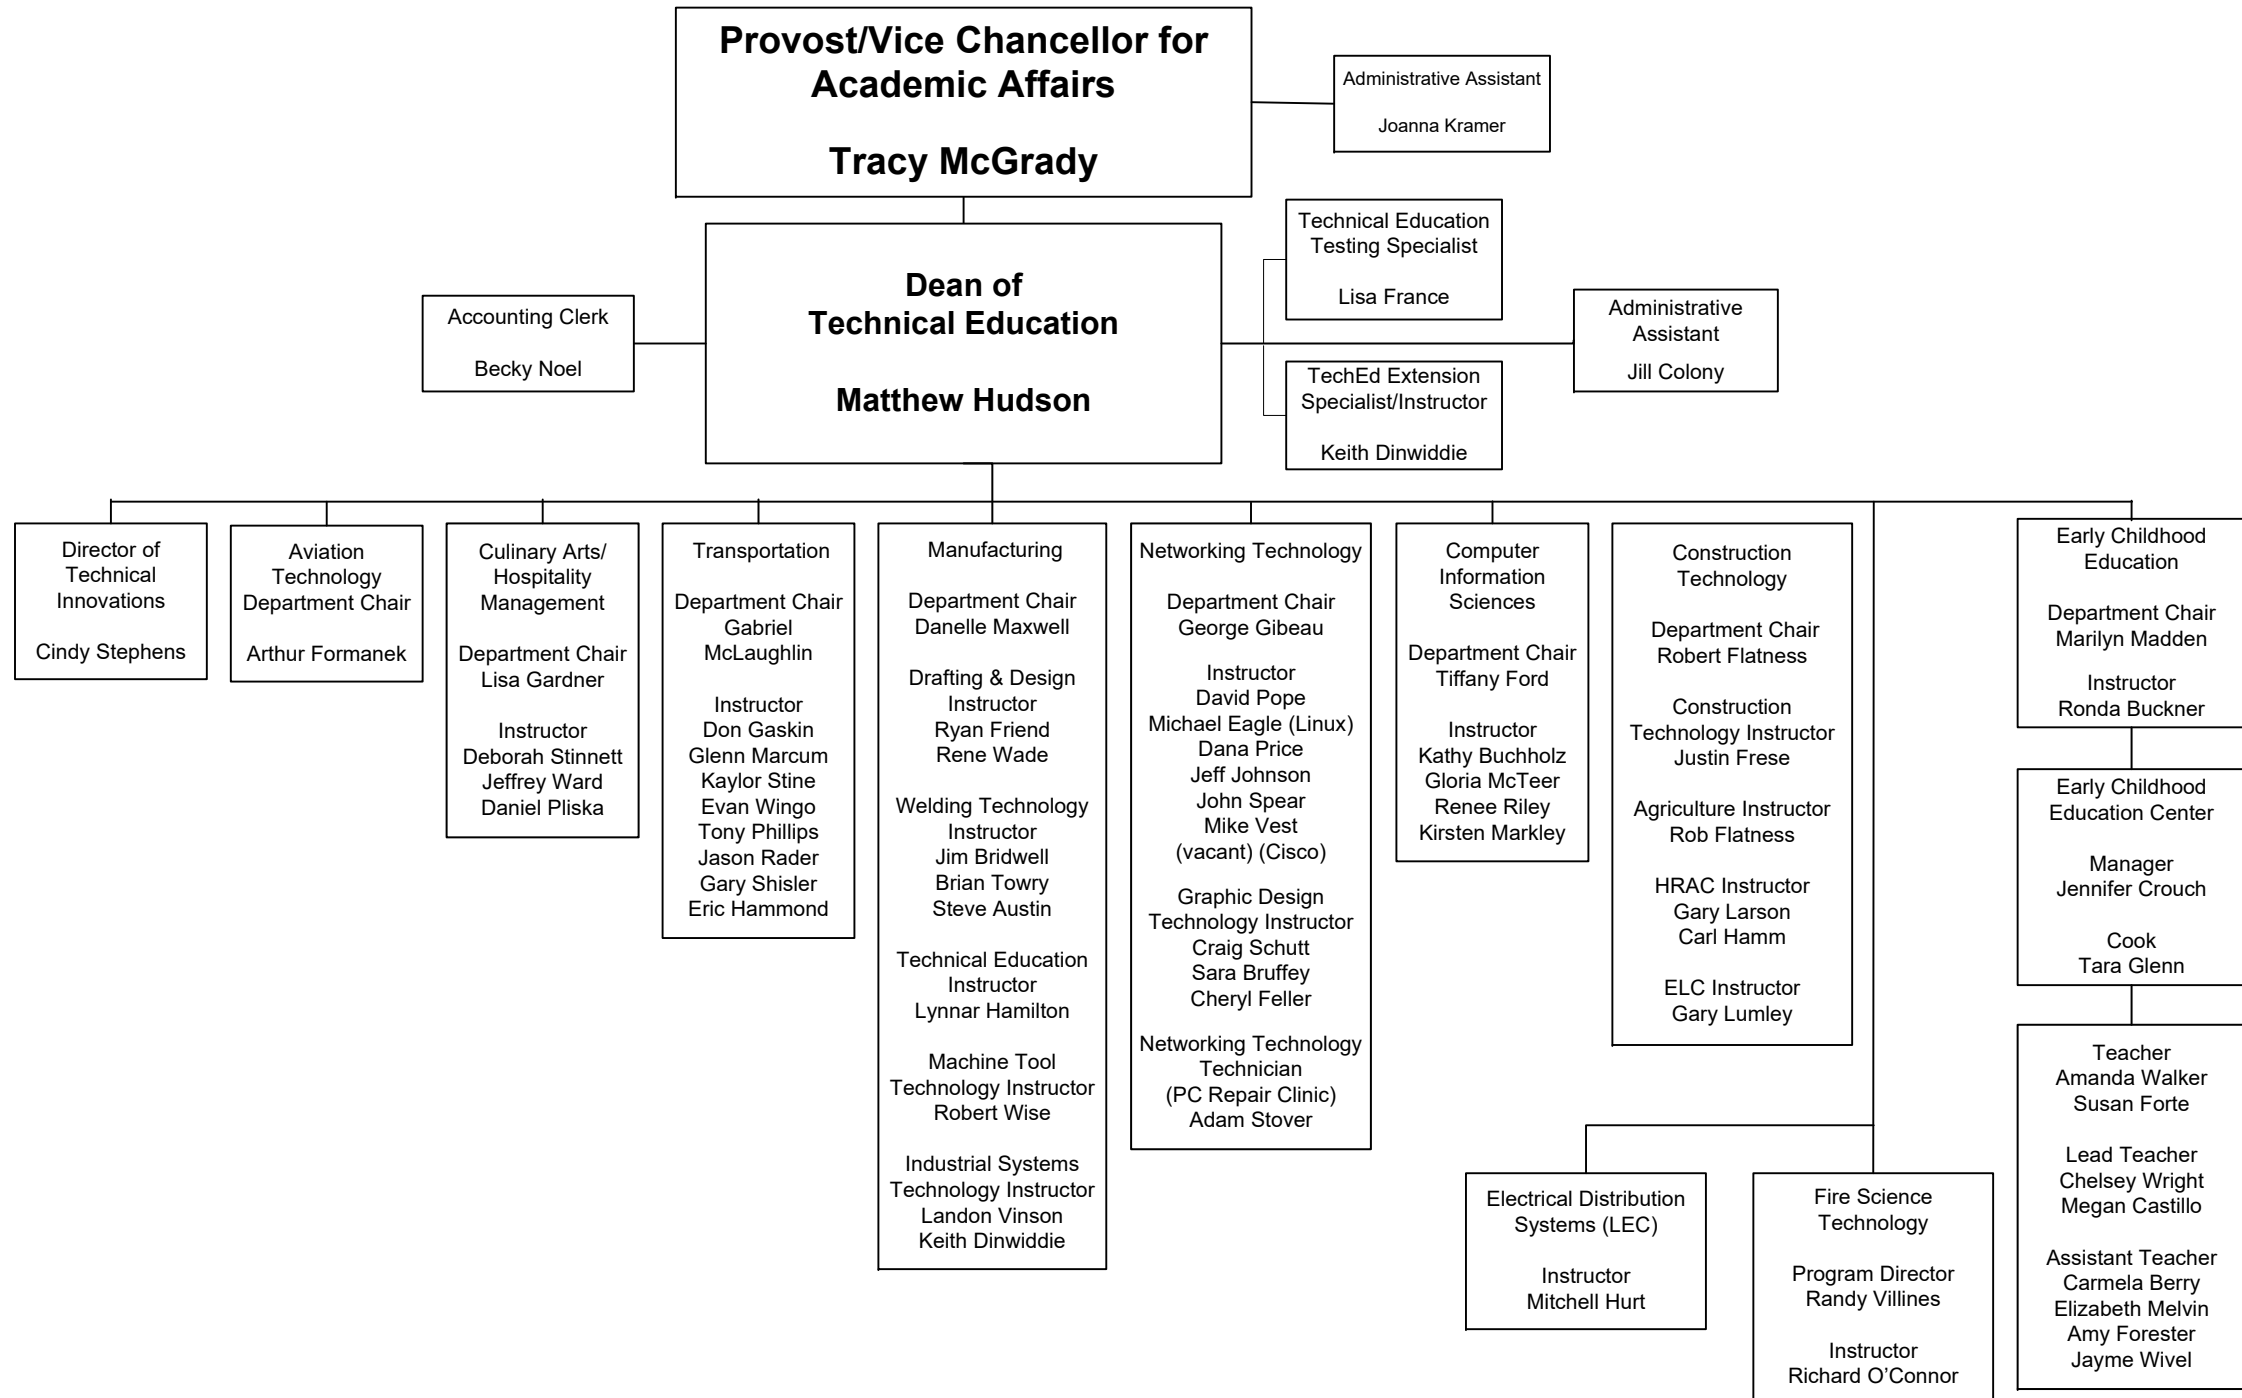 Provost/Vice Chancellor for
Academic Affairs
Tracy McGrady
Administrative Assistant
Joanna Kramer
Dean of
Technical Education
Matthew Hudson
Accounting Clerk
Becky Noel
Technical Education
Testing Specialist
Lisa France
TechEd Extension
Specialist/Instructor
Keith Dinwiddie
Administrative
Assistant
Jill Colony
Director of
Technical
Innovations
Cindy Stephens
Aviation
Technology
Department Chair
Arthur Formanek
Culinary Arts/
Hospitality
Management
Department Chair
Lisa Gardner
Instructor
Deborah Stinnett
Jeffrey Ward
Daniel Pliska
Transportation
Department Chair
Gabriel
McLaughlin
Instructor
Don Gaskin
Glenn Marcum
Kaylor Stine
Evan Wingo
Tony Phillips
Jason Rader
Gary Shisler
Eric Hammond
Manufacturing
Department Chair
Danelle Maxwell
Drafting & Design
Instructor
Ryan Friend
Rene Wade
Welding Technology
Instructor
Jim Bridwell
Brian Towry
Steve Austin
Technical Education
Instructor
Lynnar Hamilton
Machine Tool
Technology Instructor
Robert Wise
Industrial Systems
Technology Instructor
Landon Vinson
Keith Dinwiddie
Networking Technology
Department Chair
George Gibeau
Instructor
David Pope
Michael Eagle (Linux)
Dana Price
Jeff Johnson
John Spear
Mike Vest
(vacant) (Cisco)
Graphic Design
Technology Instructor
Craig Schutt
Sara Bruffey
Cheryl Feller
Networking Technology
Technician
(PC Repair Clinic)
Adam Stover
Computer
Information
Sciences
Department Chair
Tiffany Ford
Instructor
Kathy Buchholz
Gloria McTeer
Renee Riley
Kirsten Markley
Construction
Technology
Department Chair
Robert Flatness
Construction
Technology Instructor
Justin Frese
Agriculture Instructor
Rob Flatness
HRAC Instructor
Gary Larson
Carl Hamm
ELC Instructor
Gary Lumley
Electrical Distribution
Systems (LEC)
Instructor
Mitchell Hurt
Fire Science
Technology
Program Director
Randy Villines
Instructor
Richard O’Connor
Early Childhood
Education
Department Chair
Marilyn Madden
Instructor
Ronda Buckner
Early Childhood
Education Center
Manager
Jennifer Crouch
Cook
Tara Glenn
Teacher
Amanda Walker
Susan Forte
Lead Teacher
Chelsey Wright
Megan Castillo
Assistant Teacher
Carmela Berry
Elizabeth Melvin
Amy Forester
Jayme Wivel